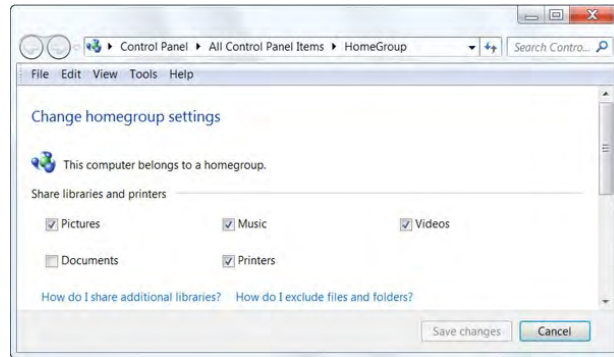 Control Panel ▸ All Control Panel Items ▸ HomeGroup Search Contro...
File Edit View Tools Help
Change homegroup settings
This computer belongs to a homegroup.
Share libraries and printers
Pictures Music Videos
Documents Printers
How do I share additional libraries? How do I exclude files and folders?
Save changes Cancel